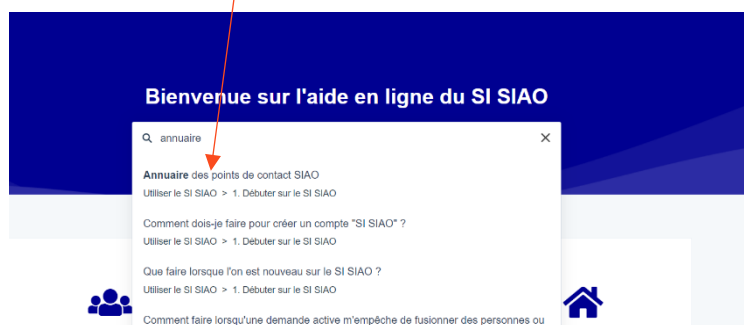 Bienvenue sur l'aide en ligne du SI SIAO
annuaire
Annuaire des points de contact SIAO
Utiliser le SI SIAO > 1. Débuter sur le SI SIAO
Comment dois-je faire pour créer un compte "SI SIAO" ?
Utiliser le SI SIAO > 1. Débuter sur le SI SIAO
Que faire lorsque l'on est nouveau sur le SI SIAO ?
Utiliser le SI SIAO > 1. Débuter sur le SI SIAO
Comment faire lorsqu'une demande active m'empêche de fusionner des personnes ou